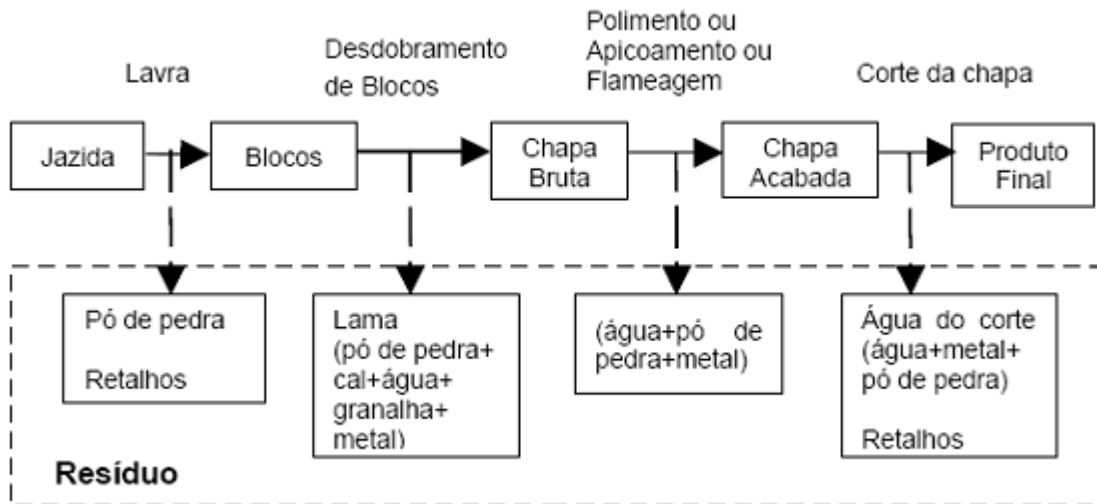 Lavra
Desdobramento
de Blocos
Polimento ou
Apicoamento ou
Flameagem
Corte da chapa
Jazida
Blocos
Chapa
Bruta
Chapa
Acabada
Produto
Final
Pó de pedra
Retalhos
Lama
(pó de pedra+
cal+água+
granalha+
metal)
(água+pó de
pedra+metal)
Água do corte
(água+metal+
pó de pedra)
Retalhos
Resíduo